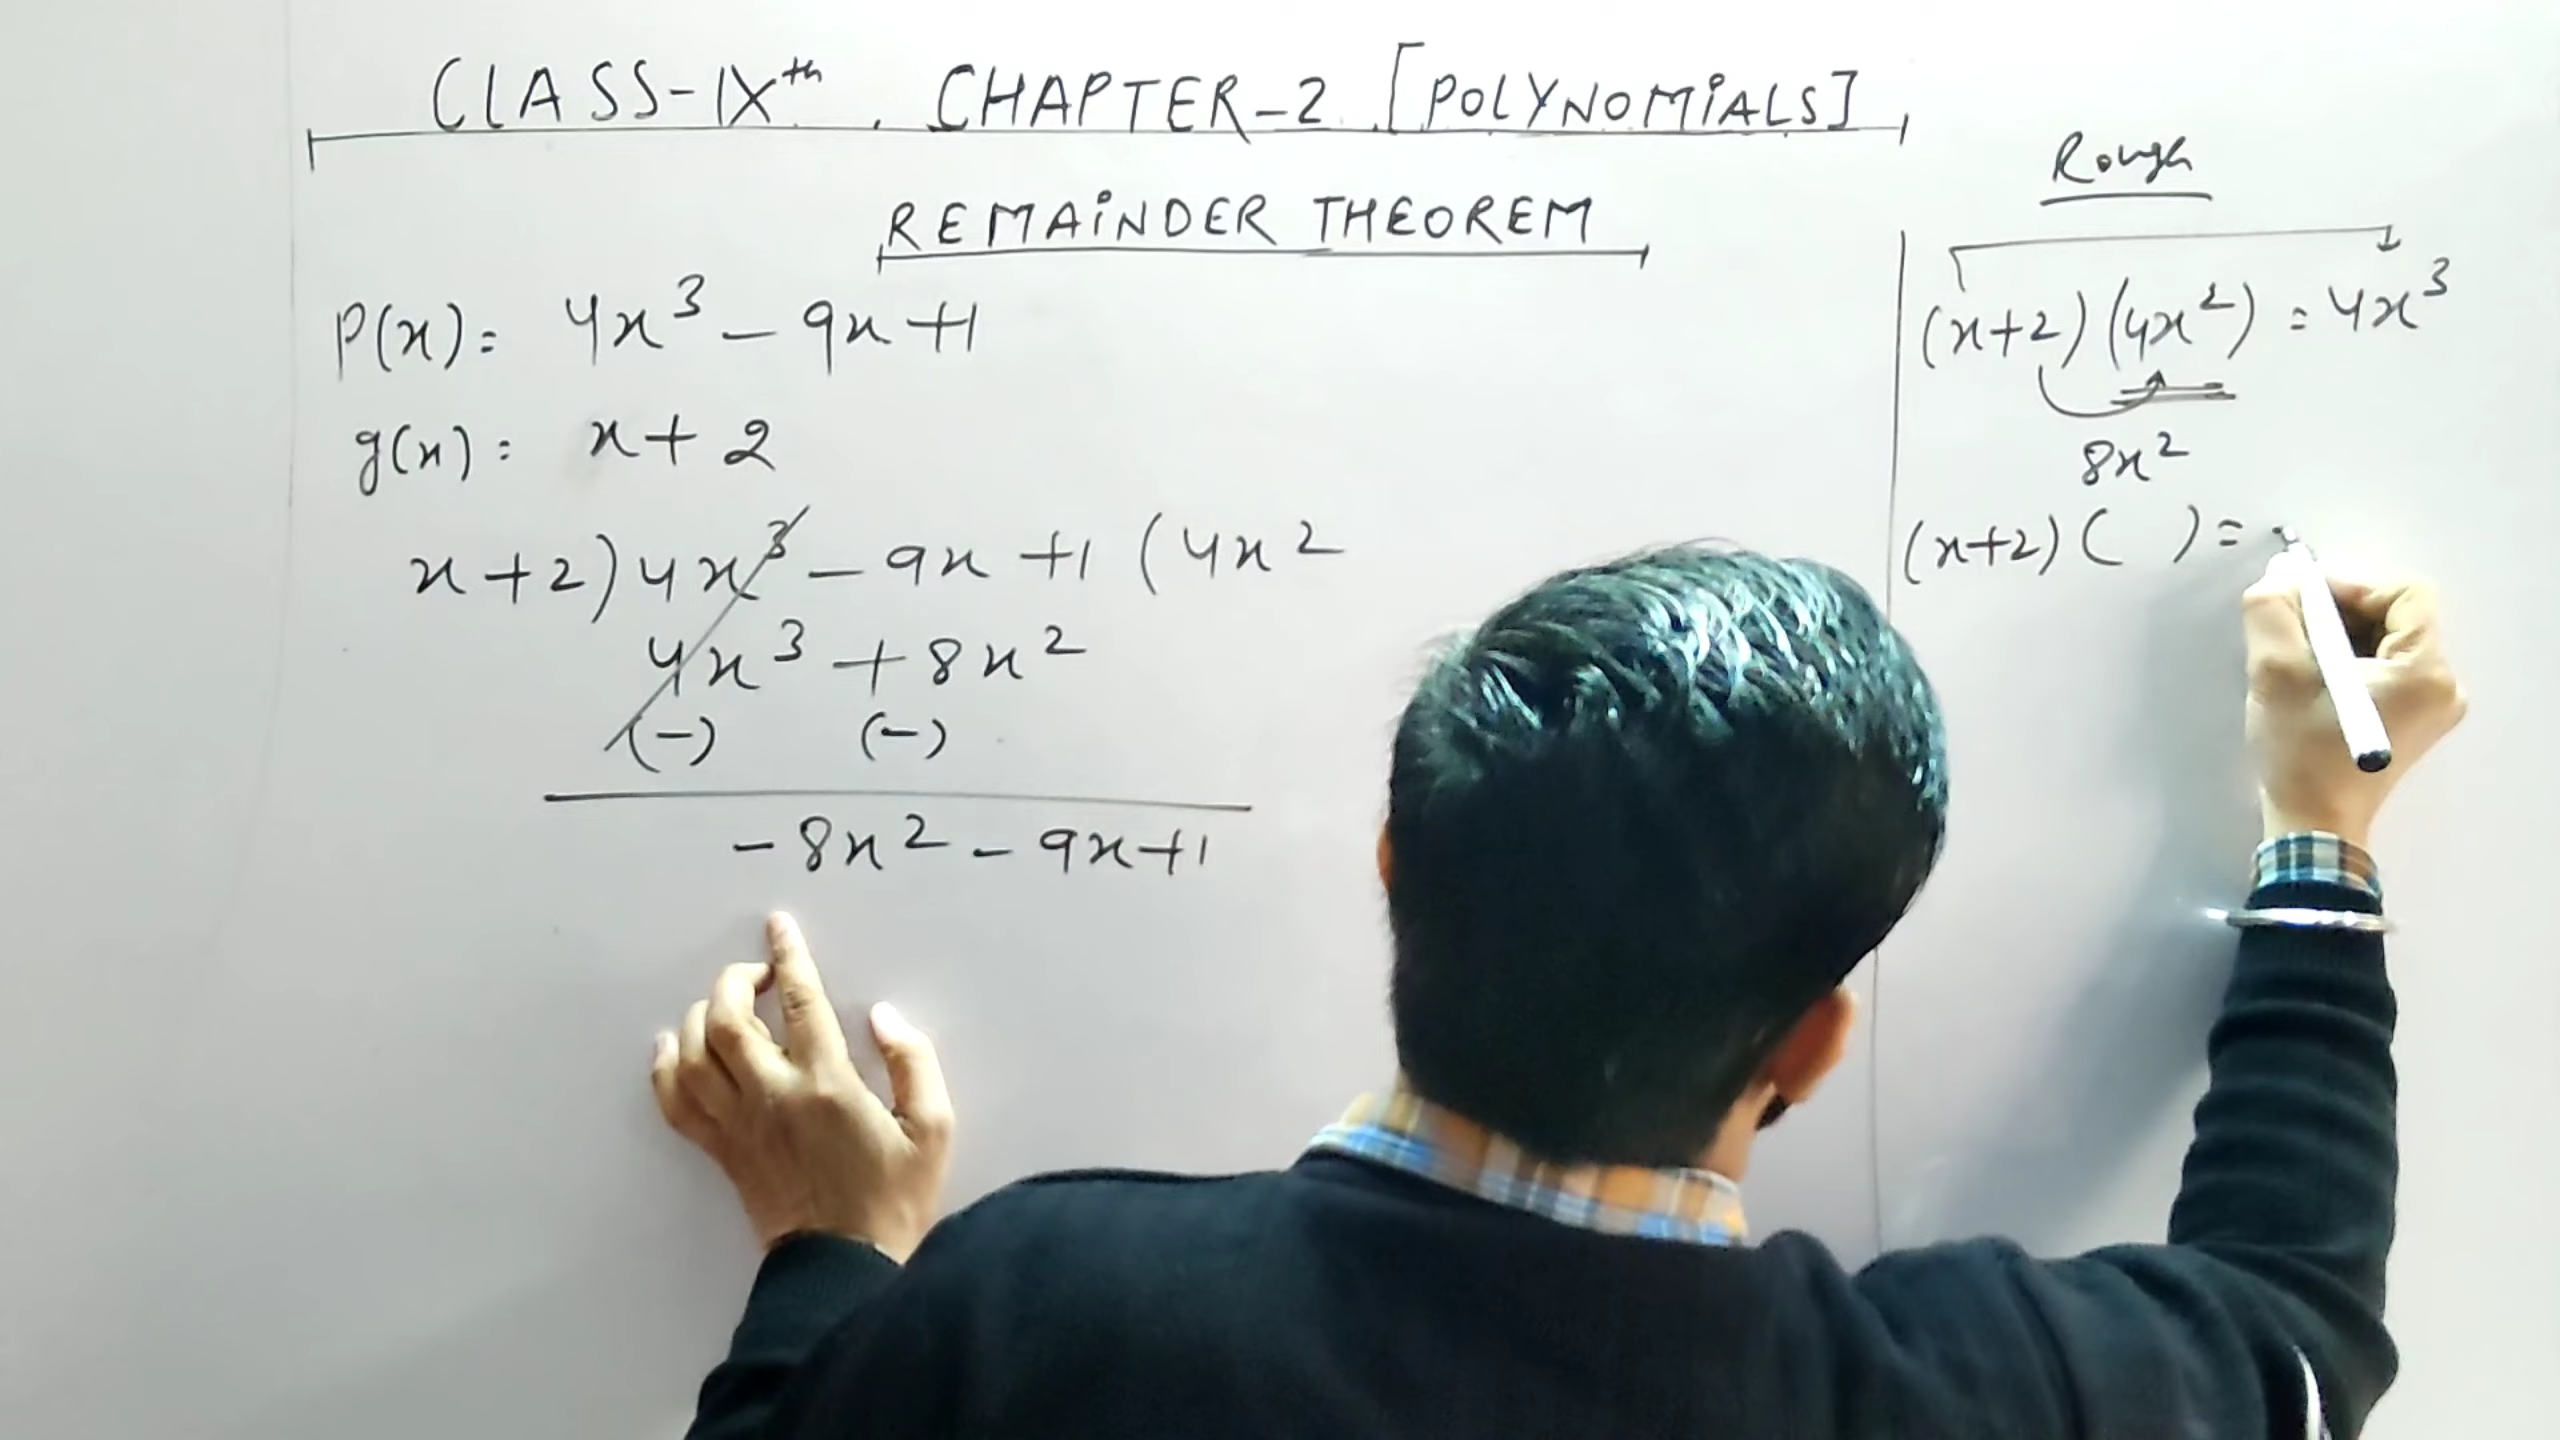 CLASS-IXth, CHAPTER-2 [POLYNOMIALS]
REMAINDER THEOREM
P(x): 4x³ - 9x + 1
g(x): x + 2
x + 2) 4x³ - 9x + 1 (4x²
4x³ + 8x²
(-) (-)
- 8x² - 9x + 1
Rough
(x+2)(4x²) = 4x³
8x²
(x+2)( ) =